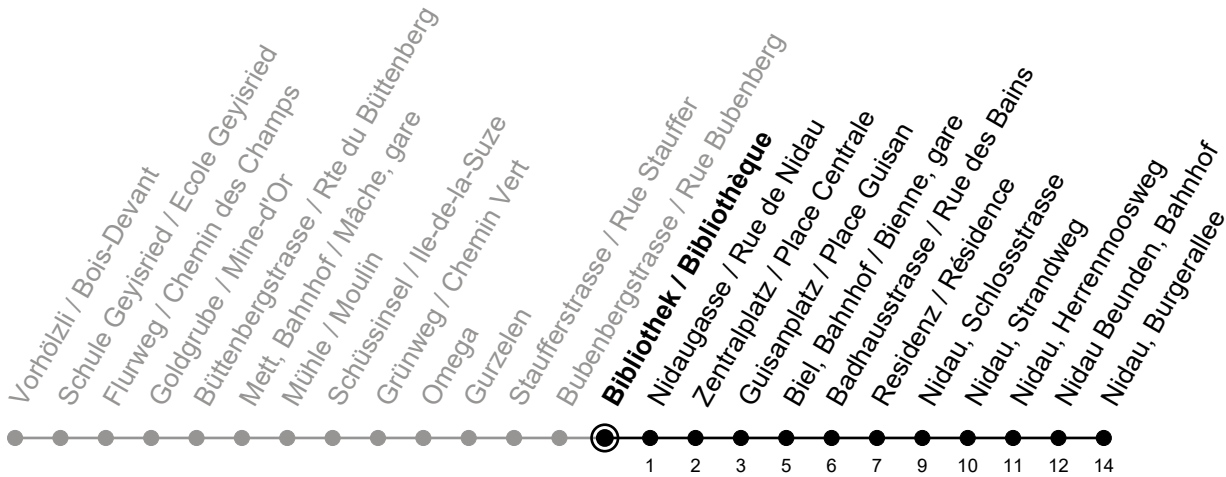 Vorhölzli / Bois-Devant
Schule Geyisried / Ecole Geyisried
Flurweg / Chemin des Champs
Goldgrube / Mine-d'Or
Büttenbergstrasse / Rte du Büttenberg
Mett, Bahnhof / Mâche, gare
Mühle / Moulin
Schüssinsel / Ile-de-la-Suze
Grünweg / Chemin Vert
Omega
Gurzelen
Staufferstrasse / Rue Stauffer
Bubenbergstrasse / Rue Bubenberg
Bibliothek / Bibliothèque
Nidaugasse / Rue de Nidau
Zentralplatz / Place Centrale
Guisanplatz / Place Guisan
Biel, Bahnhof / Bienne, gare
Badhausstrasse / Rue des Bains
Residenz / Résidence
Nidau, Schlossstrasse
Nidau, Strandweg
Nidau, Herrenmoosweg
Nidau Beunden, Bahnhof
Nidau, Burgerallee
1 2 3 5 6 7 9 10 11 12 14